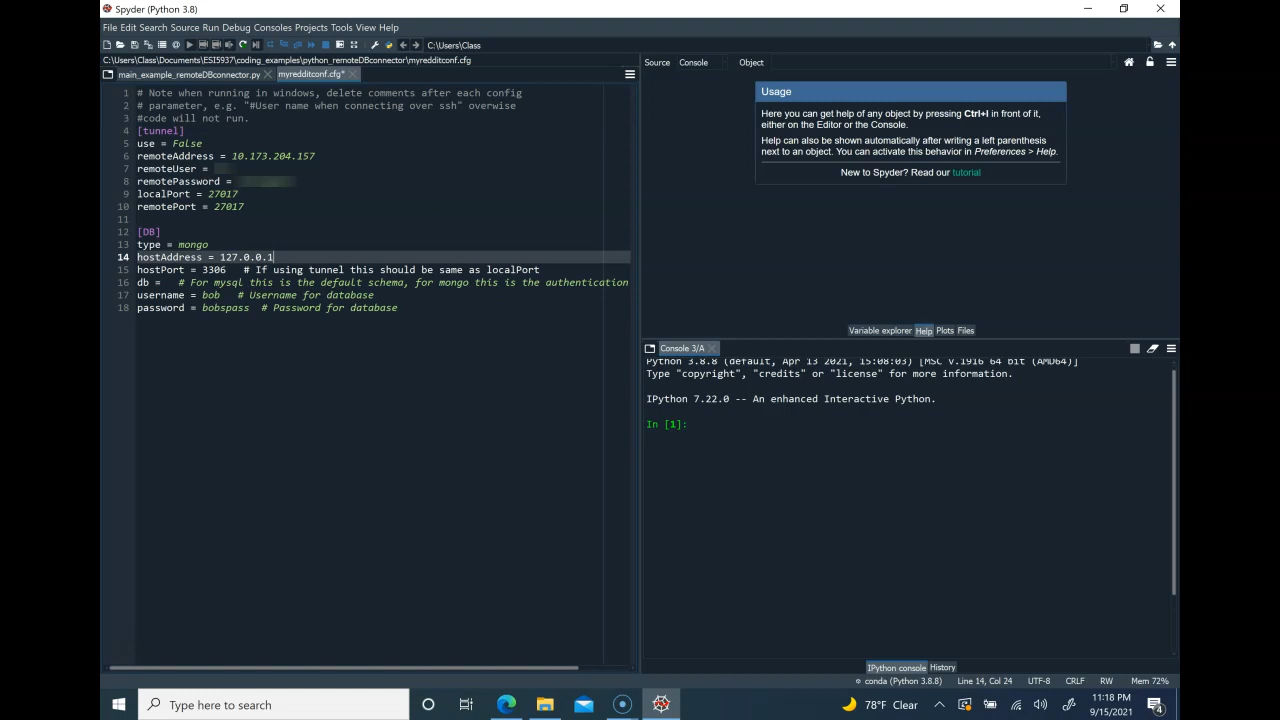 Spyder (Python 3.8)
File Edit Search Source Run Debug Consoles Projects Tools View Help
C:\Users\Class
C:\Users\Class\Documents\ESI5937\coding_examples\python_remoteDBconnector\myredditconf.cfg
main_example_remoteDBconnector.py myredditconf.cfg*
1 # Note when running in windows, delete comments after each config
2 # parameter, e.g. "#User name when connecting over ssh" overwise
3 #code will not run.
4 [tunnel]
5 use = False
6 remoteAddress = 10.173.204.157
7 remoteUser =
8 remotePassword =
9 localPort = 27017
10 remotePort = 27017
11
12 [DB]
13 type = mongo
14 hostAddress = 127.0.0.1
15 hostPort = 3306 # If using tunnel this should be same as localPort
16 db = # For mysql this is the default schema, for mongo this is the authentication
17 username = bob # Username for database
18 password = bobspass # Password for database
Source Console Object
Usage
Here you can get help of any object by pressing Ctrl+I in front of it,
either on the Editor or the Console.
Help can also be shown automatically after writing a left parenthesis
next to an object. You can activate this behavior in Preferences > Help.
New to Spyder? Read our tutorial
Variable explorer Help Plots Files
Console 3/A
Python 3.8.8 (default, Apr 13 2021, 15:08:03) [MSC v.1916 64 bit (AMD64)]
Type "copyright", "credits" or "license" for more information.
IPython 7.22.0 -- An enhanced Interactive Python.
In [1]:
IPython console History
conda (Python 3.8.8) Line 14, Col 24 UTF-8 CRLF RW Mem 72%
Type here to search
78°F Clear
11:18 PM
9/15/2021
4